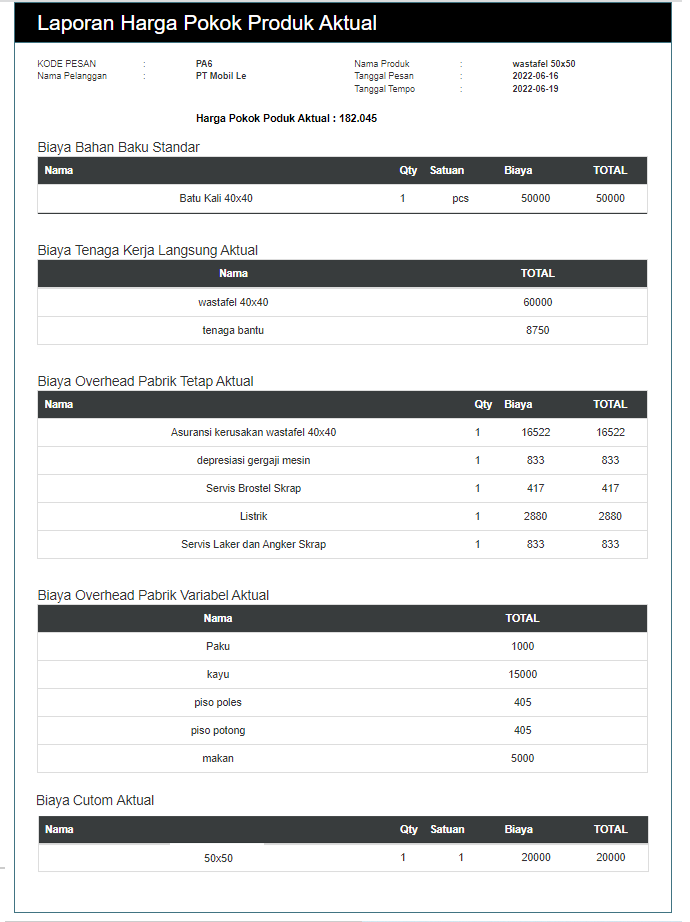 Laporan Harga Pokok Produk Aktual
KODE PESAN : PA6 Nama Produk : wastafel 50x50
Nama Pelanggan : PT Mobil Le Tanggal Pesan : 2022-06-16
Tanggal Tempo : 2022-06-19
Harga Pokok Poduk Aktual : 182.045
Biaya Bahan Baku Standar
Nama Qty Satuan Biaya TOTAL
Batu Kali 40x40 1 pcs 50000 50000
Biaya Tenaga Kerja Langsung Aktual
Nama TOTAL
wastafel 40x40 60000
tenaga bantu 8750
Biaya Overhead Pabrik Tetap Aktual
Nama Qty Biaya TOTAL
Asuransi kerusakan wastafel 40x40 1 16522 16522
depresiasi gergaji mesin 1 833 833
Servis Brostel Skrap 1 417 417
Listrik 1 2880 2880
Servis Laker dan Angker Skrap 1 833 833
Biaya Overhead Pabrik Variabel Aktual
Nama TOTAL
Paku 1000
kayu 15000
piso poles 405
piso potong 405
makan 5000
Biaya Cutom Aktual
Nama Qty Satuan Biaya TOTAL
50x50 1 1 20000 20000